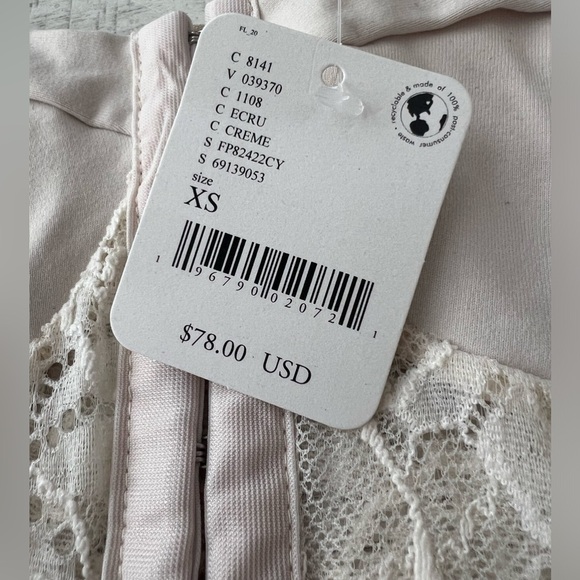 FL_20
C 8141
V 039370
C 1108
C ECRU
C CREME
S FP82422CY
S 69139053
size
XS
recyclable & made of 100% post-consumer waste •
1 96790 02072 1
$78.00 USD